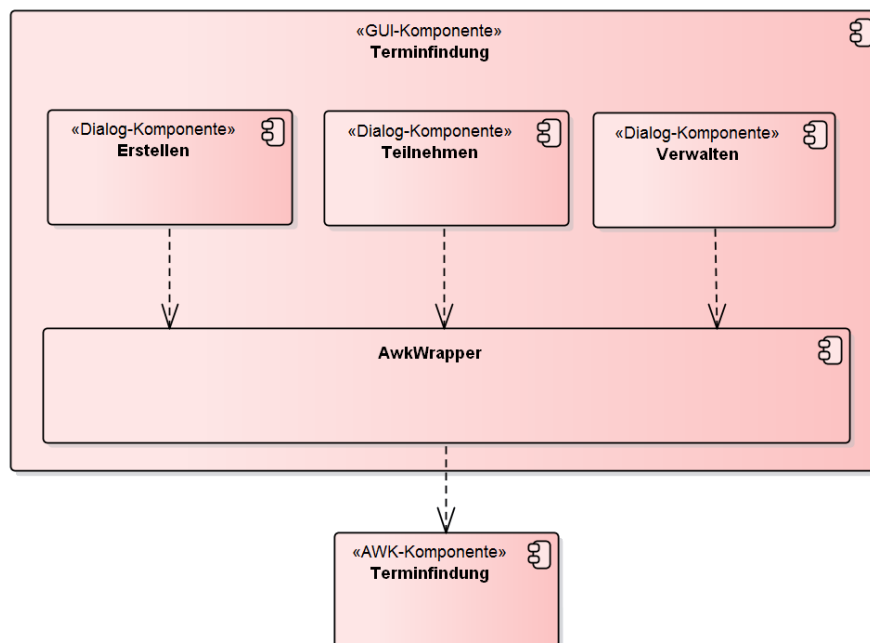 «GUI-Komponente»
Terminfindung
«Dialog-Komponente»
Erstellen
«Dialog-Komponente»
Teilnehmen
«Dialog-Komponente»
Verwalten
AwkWrapper
«AWK-Komponente»
Terminfindung